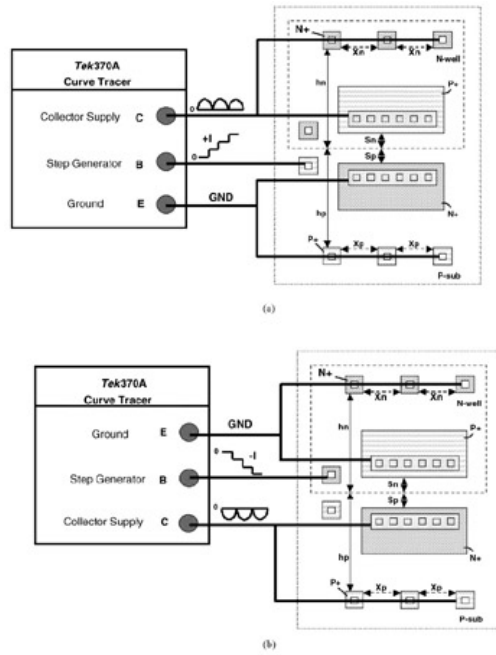 Tek370A
Curve Tracer
Collector Supply C
Step Generator B
Ground E
0
+I
0
GND
N+
Xn
Xn
N-well
hn
P+
Sn
Sp
hp
N+
P+
Xp
Xp
P-sub
(a)
Tek370A
Curve Tracer
Ground E
Step Generator B
Collector Supply C
GND
0
-I
0
N+
Xn
Xn
N-well
hn
P+
Sn
Sp
hp
N+
P+
Xp
Xp
P-sub
(b)